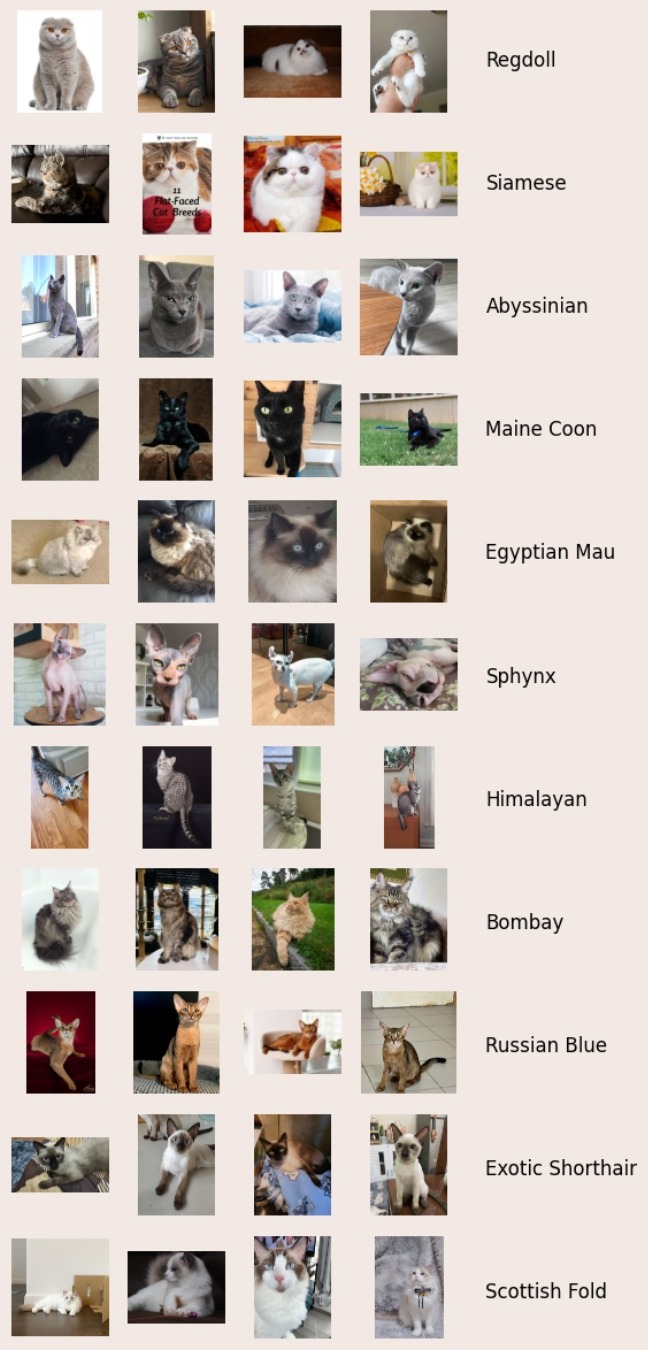 Regdoll
11
Flat-Faced
Cat Breeds
Siamese
Abyssinian
Maine Coon
Egyptian Mau
Sphynx
Himalayan
Bombay
Russian Blue
Exotic Shorthair
Scottish Fold